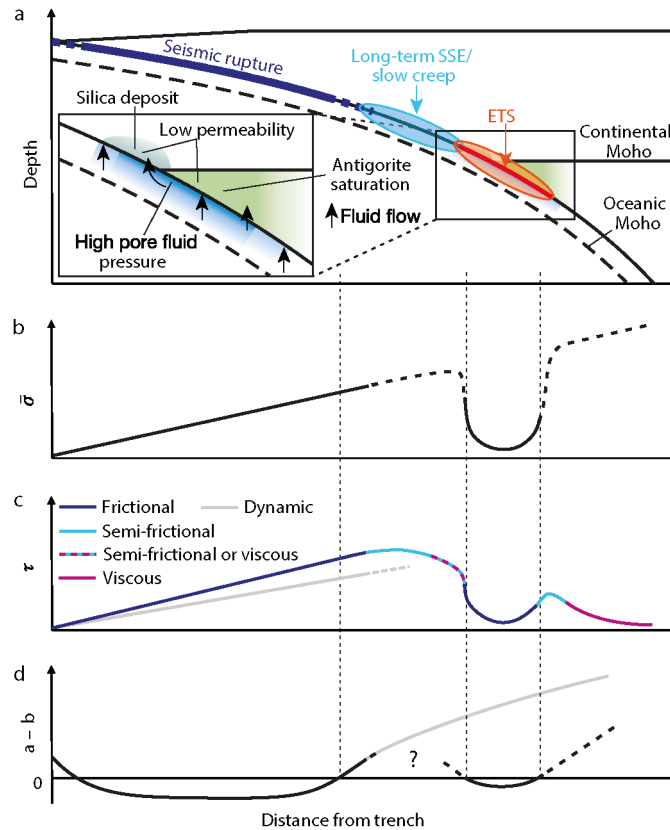 a
Seismic rupture
Long-term SSE/
slow creep
Silica deposit
Low permeability
ETS
Continental
Moho
Antigorite
saturation
Fluid flow
High pore fluid
pressure
Oceanic
Moho
Depth
b
σ̄
c
Frictional
Dynamic
Semi-frictional
Semi-frictional or viscous
Viscous
τ
d
a – b
?
0
Distance from trench